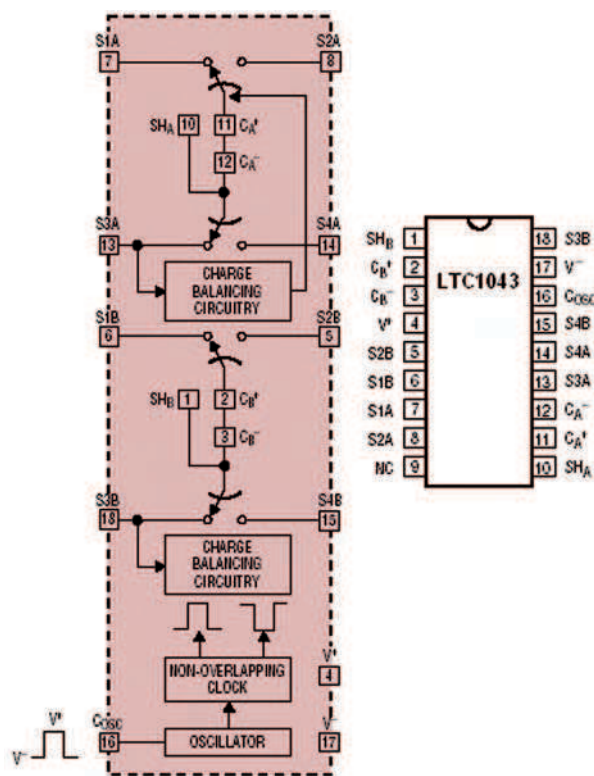 S1A S2A
7 8
SHA 10 11 CA+
12 CA−
S3A S4A
13 14
CHARGE
BALANCING
CIRCUITRY
S1B S2B
6 5
SHB 1 2 CB+
3 CB−
S3B S4B
18 15
CHARGE
BALANCING
CIRCUITRY
NON-OVERLAPPING
CLOCK
V+
4
V+
V−
COSC
16
OSCILLATOR
V−
17
LTC1043
SHB 1
CB+ 2
CB− 3
V+ 4
S2B 5
S1B 6
S1A 7
S2A 8
NC 9
18 S3B
17 V−
16 COSC
15 S4B
14 S4A
13 S3A
12 CA−
11 CA+
10 SHA